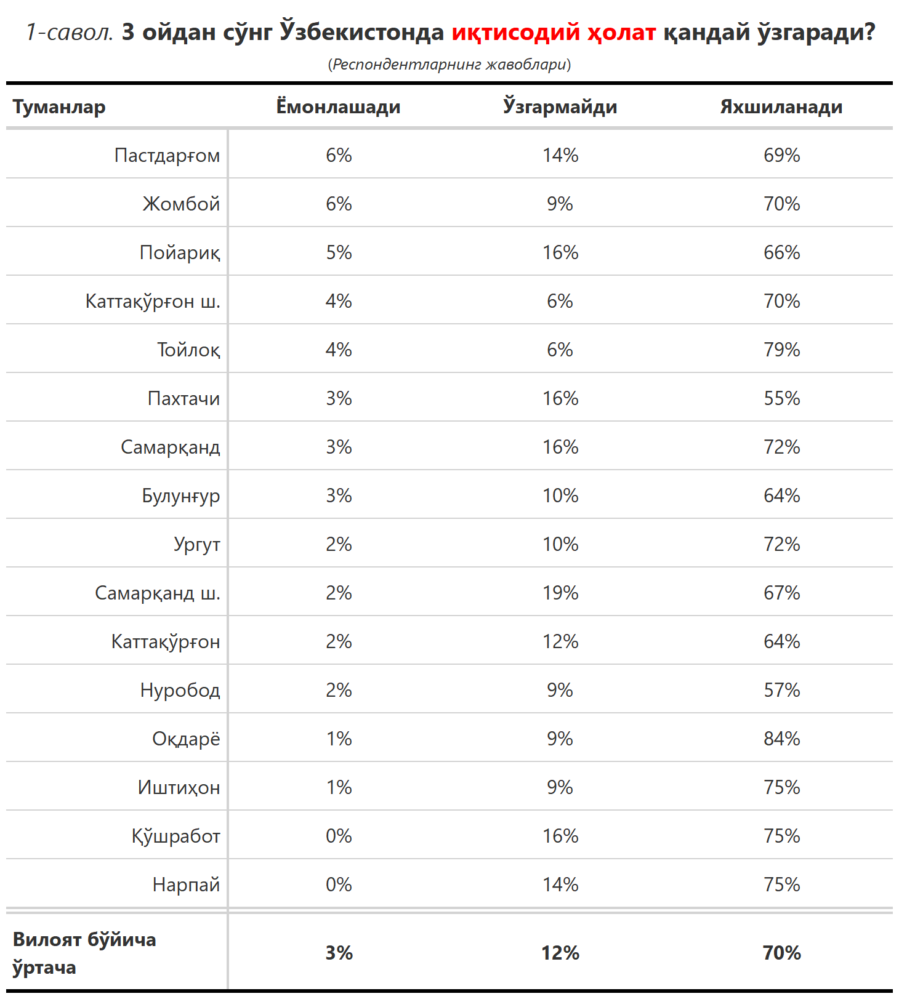 1-савол. 3 ойдан сўнг Ўзбекистонда иқтисодий ҳолат қандай ўзгаради?
(Респондентларнинг жавоблари)
Туманлар Ёмонлашади Ўзгармайди Яхшиланади
Пастдарғом 6% 14% 69%
Жомбой 6% 9% 70%
Пойариқ 5% 16% 66%
Каттақўрғон ш. 4% 6% 70%
Тойлоқ 4% 6% 79%
Пахтачи 3% 16% 55%
Самарқанд 3% 16% 72%
Булунғур 3% 10% 64%
Ургут 2% 10% 72%
Самарқанд ш. 2% 19% 67%
Каттақўрғон 2% 12% 64%
Нуробод 2% 9% 57%
Оқдарё 1% 9% 84%
Иштиҳон 1% 9% 75%
Қўшработ 0% 16% 75%
Нарпай 0% 14% 75%
Вилоят бўйича
ўртача 3% 12% 70%